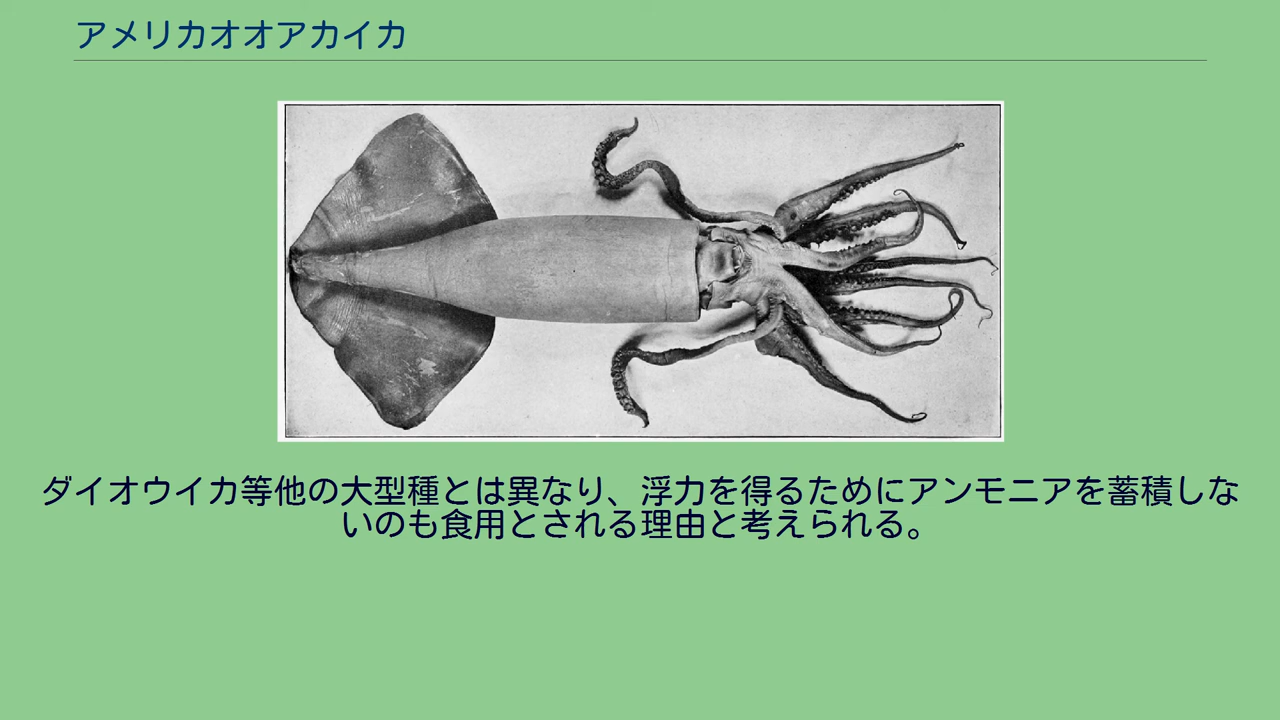 アメリカオオアカイカ
ダイオウイカ等他の大型種とは異なり、浮力を得るためにアンモニアを蓄積しな
いのも食用とされる理由と考えられる。